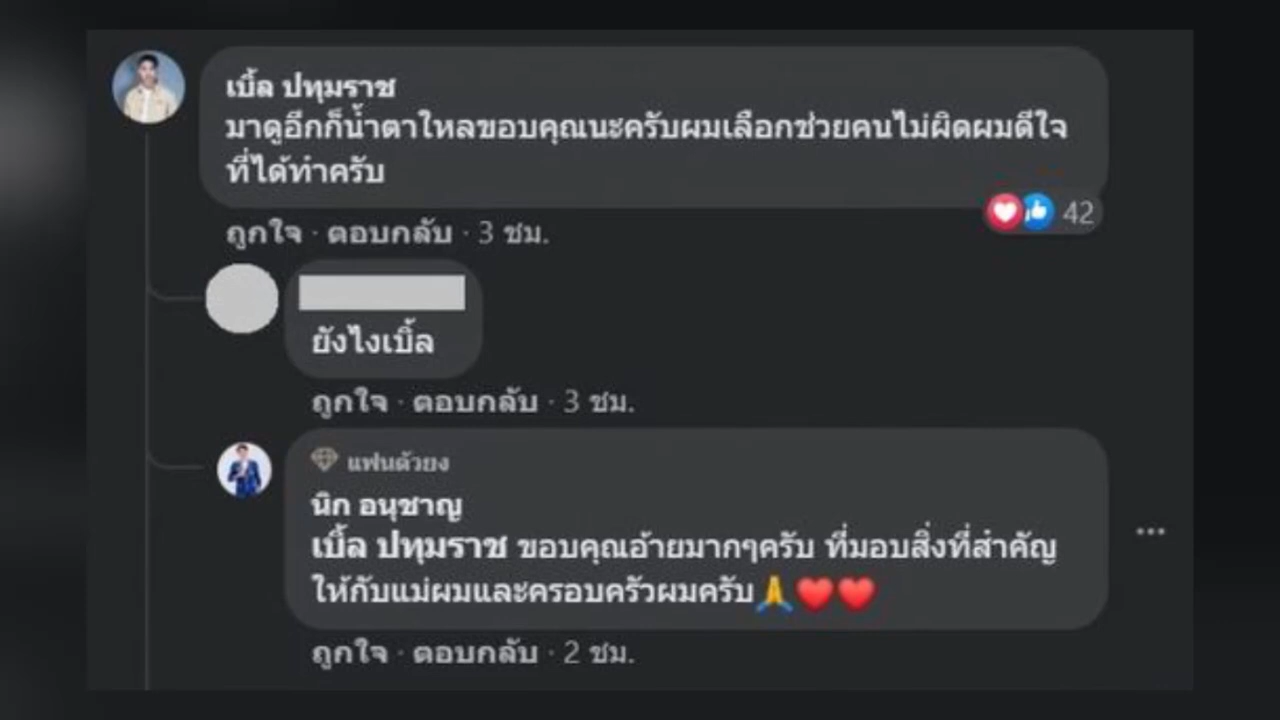 เบิ้ล ปทุมราช
มาดูอีกก็น้ำตาไหลขอบคุณนะครับผมเลือกช่วยคนไม่ผิดผมดีใจ
ที่ได้ทำครับ
42
ถูกใจ · ตอบกลับ · 3 ชม.
ยังไงเบิ้ล
ถูกใจ · ตอบกลับ · 3 ชม.
แฟนตัวยง
นิก อนุชาญ
เบิ้ล ปทุมราช ขอบคุณอ้ายมากๆครับ ที่มอบสิ่งที่สำคัญ
ให้กับแม่ผมและครอบครัวผมครับ🙏❤️❤️
ถูกใจ · ตอบกลับ · 2 ชม.